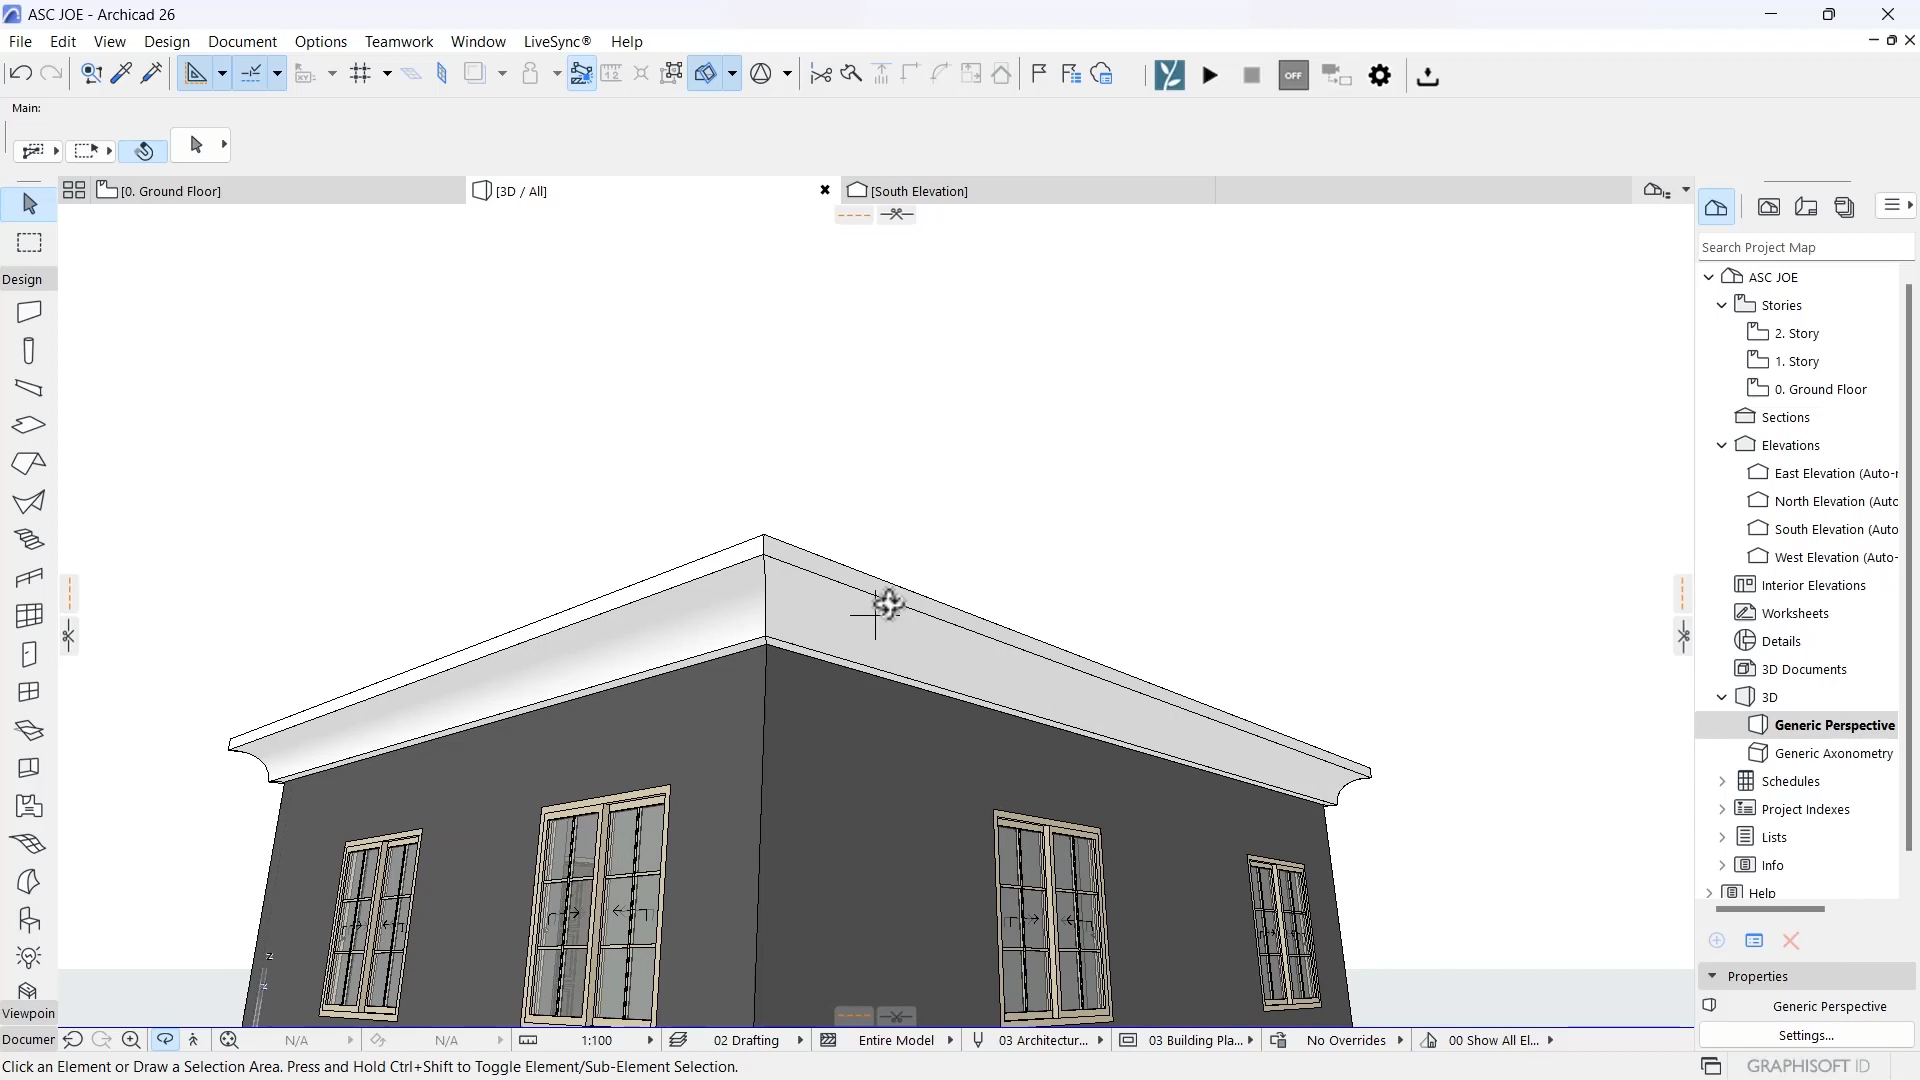 ASC JOE - Archicad 26
File Edit View Design Document Options Teamwork Window LiveSync® Help
OFF
Main:
[0. Ground Floor]
[3D / All]
[South Elevation]
Search Project Map
Design
ASC JOE
Stories
2. Story
1. Story
0. Ground Floor
Sections
Elevations
East Elevation (Auto-r
North Elevation (Auto
South Elevation (Auto
West Elevation (Auto-
Interior Elevations
Worksheets
Details
3D Documents
3D
Generic Perspective
Generic Axonometry
Schedules
Project Indexes
Lists
Info
Help
Properties
Generic Perspective
Settings...
Viewpoin
Documer
N/A
N/A
1:100
02 Drafting
Entire Model
03 Architectur...
03 Building Pla...
No Overrides
00 Show All El...
Click an Element or Draw a Selection Area. Press and Hold Ctrl+Shift to Toggle Element/Sub-Element Selection.
GRAPHISOFT ID